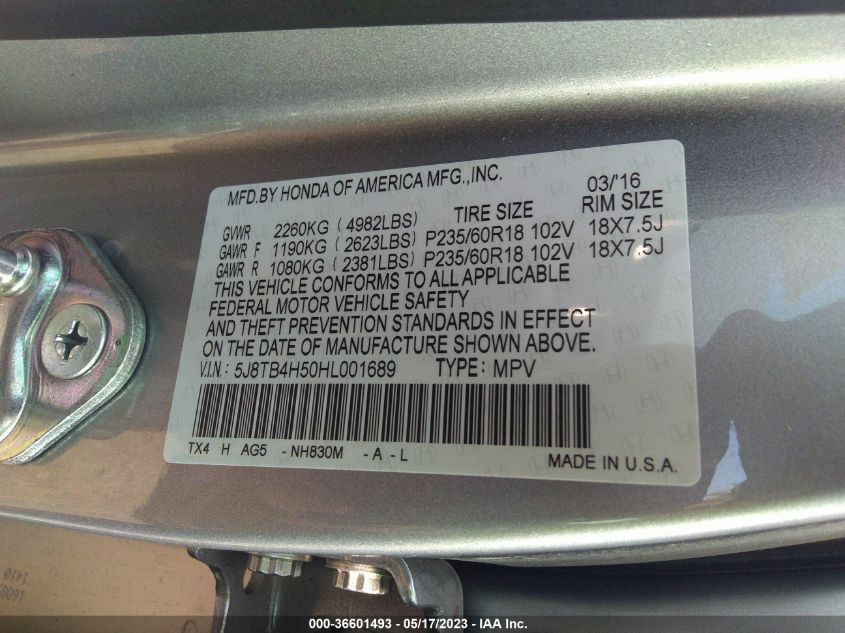 MFD.BY HONDA OF AMERICA MFG.,INC. 03/'16
GVWR 2260KG (4982LBS) TIRE SIZE RIM SIZE
GAWR F 1190KG (2623LBS) P235/60R18 102V 18X7.5J
GAWR R 1080KG (2381LBS) P235/60R18 102V 18X7.5J
THIS VEHICLE CONFORMS TO ALL APPLICABLE
FEDERAL MOTOR VEHICLE SAFETY
AND THEFT PREVENTION STANDARDS IN EFFECT
ON THE DATE OF MANUFACTURE SHOWN ABOVE.
V.I.N.: 5J8TB4H50HL001689 TYPE: MPV
TX4 H AG5 -NH830M -A-L
MADE IN U.S.A.
000-36601493 - 05/17/2023 - IAA Inc.